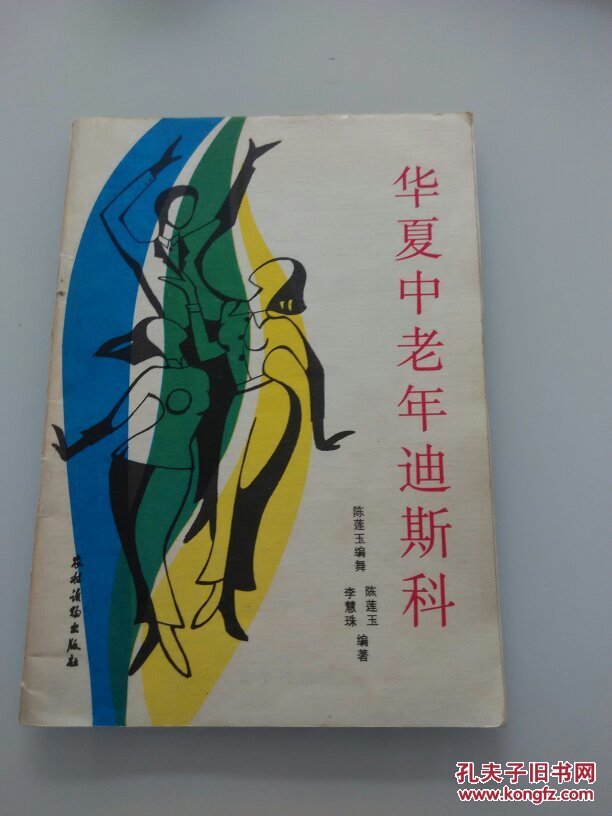 华夏中老年迪斯科
陈莲玉编舞
陈莲玉
李慧珠
编著
农村读物出版社
孔夫子旧书网
www.kongfz.com